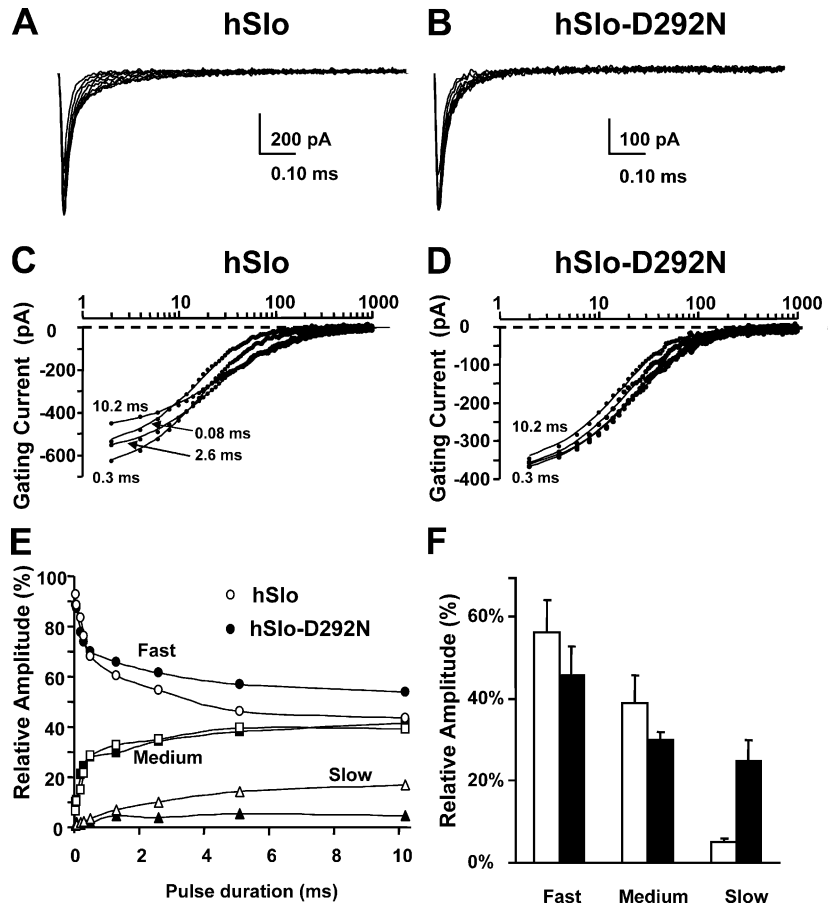 A hSlo
B hSlo-D292N
200 pA
0.10 ms
100 pA
0.10 ms
C hSlo
D hSlo-D292N
1 10 100 1000
Gating Current (pA)
0
-200
-400
-600
10.2 ms
0.08 ms
2.6 ms
0.3 ms
1 10 100 1000
Gating Current (pA)
0
-100
-200
-300
-400
10.2 ms
0.3 ms
E
Relative Amplitude (%)
100
80
60
40
20
0
hSlo
hSlo-D292N
Fast
Medium
Slow
0 2 4 6 8 10
Pulse duration (ms)
F
Relative Amplitude (%)
60%
40%
20%
0%
Fast Medium Slow